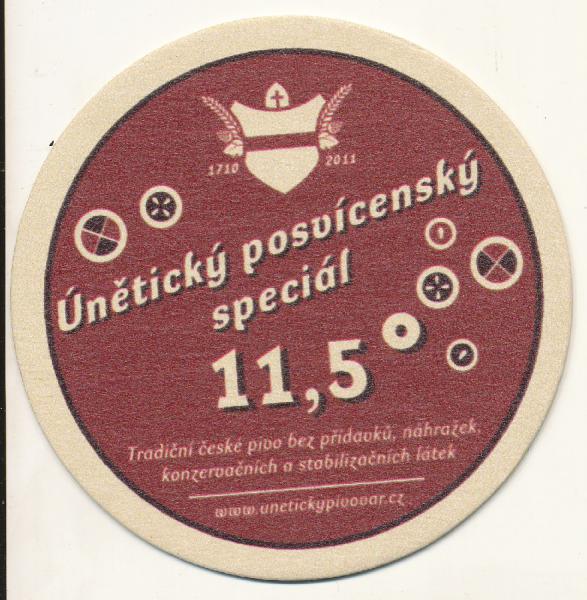 1710 2011
Únětický posvícenský
speciál
11,5°
Tradiční české pivo bez přídavků, náhražek,
konzervačních a stabilizačních látek
www.unetickypivovar.cz